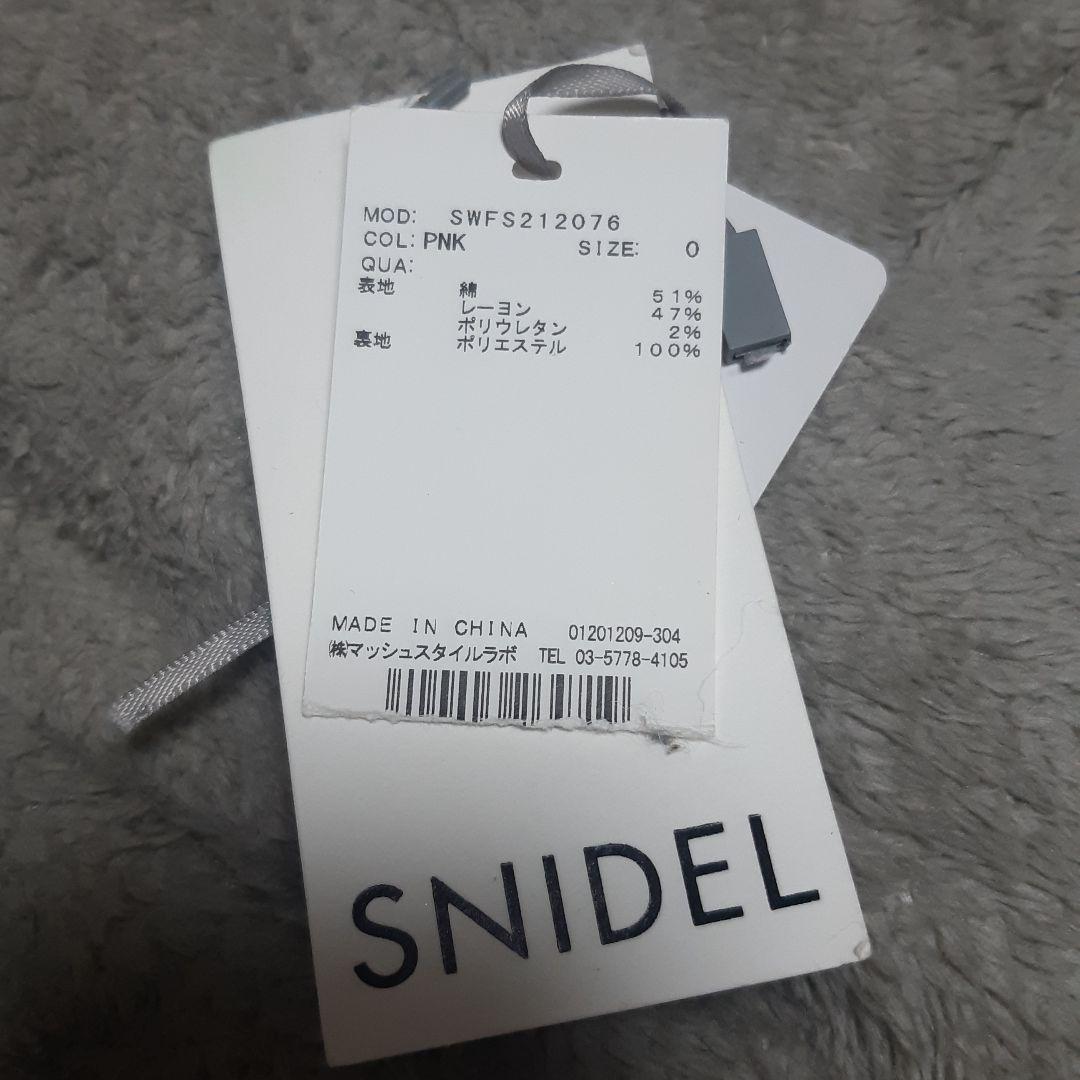 MOD: SWFS212076
COL: PNK SIZE: 0
QUA:
表地 綿 51%
レーヨン 47%
ポリウレタン 2%
裏地 ポリエステル 100%
MADE IN CHINA 01201209-304
㈱マッシュスタイルラボ TEL 03-5778-4105
SNIDEL